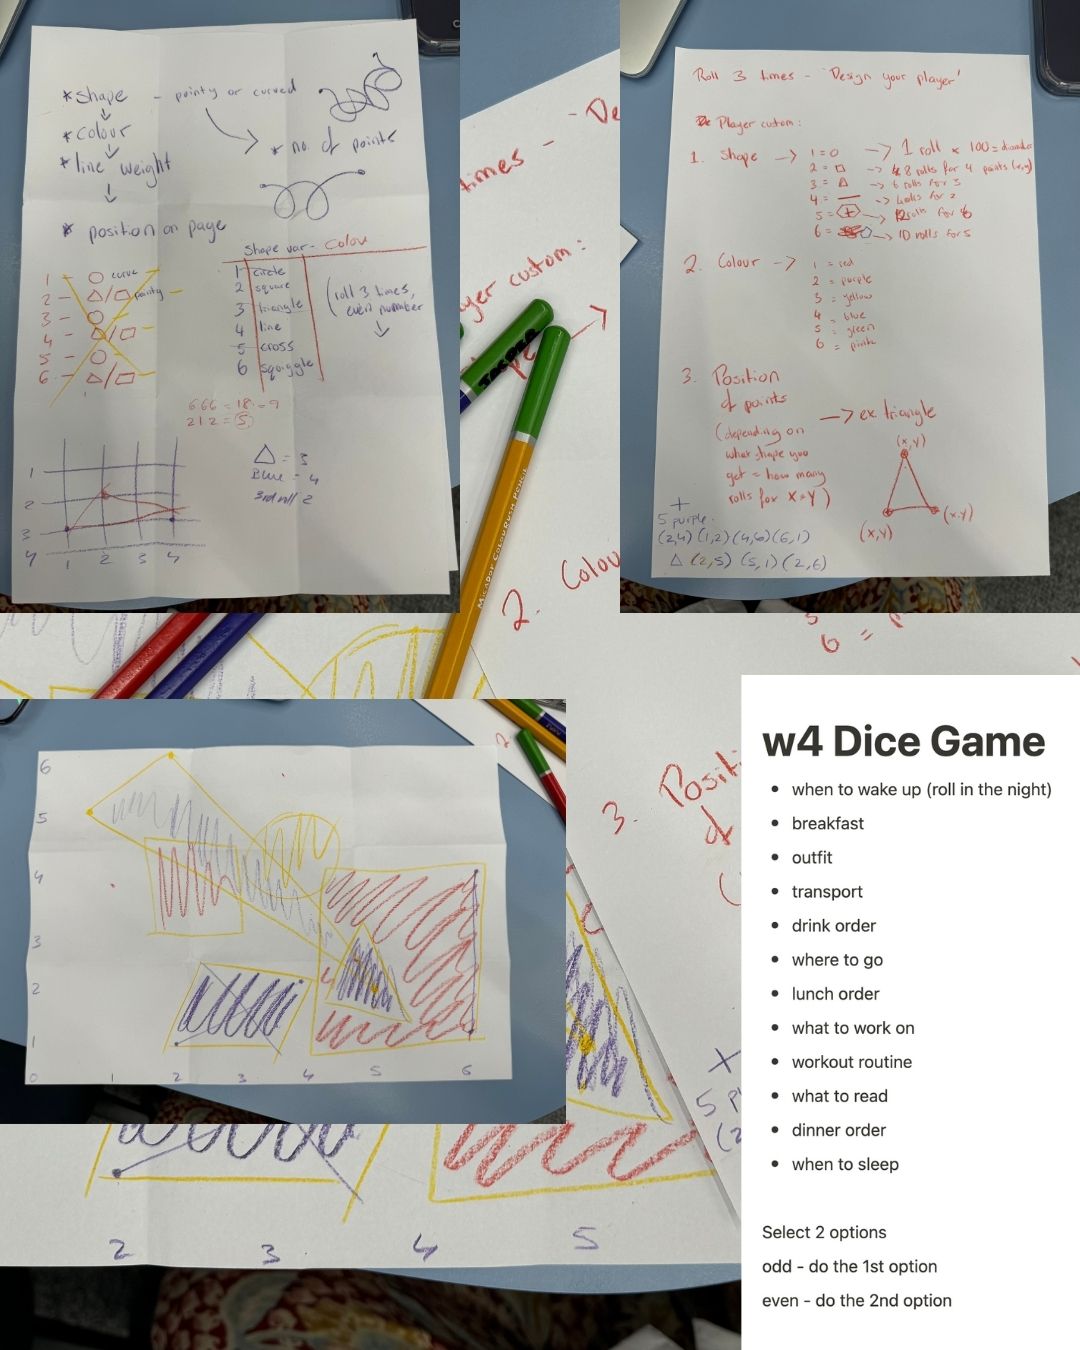 * shape - pointy or curved
* colour
* line weight
* no. of points
* position on page
1 curve
2 - / pointy -
3 -
4 - /
5 -
6 - /
Shape var- Colour
1 circle
2 square
3 triangle
4 line
5 cross
6 squiggle
(roll 3 times,
even number
666 = 18 = 9
212 = 5
= 3
Blue - 4
3rd roll 2
1
2
3
4 1 2 3 4
- De
times -
ayer custom :
JASPER
MICADOR COLOURUSH PENCIL
2. Colou
Roll 3 times - 'Design your player'
Player custom :
1. Shape → 1 = O → 1 roll × 100 = diameter
2 = □ → 8 rolls for 4 points (x,y)
3 = △ → 6 rolls for 3
4 = — → 4 rolls for 2
5 = → 12 rolls for 6
6 = → 10 rolls for 5
2. Colour → 1 = red
2 = purple
3 = yellow
4 = blue
5 = green
6 = pink
3. Position
of points → ex. triangle
(depending on
what shape you
get = how many
rolls for X=Y)
(x,y)
(x,y) (x,y)
+
5 purple.
(2,4) (1,2) (4,6) (6,1)
△ (2,5) (5,1) (2,6)
6 =
6
5
4
3
2
1
0 1 2 3 4 5 6
2.
3. Positi
of
(
+
5 p
(2
2 3 4 5
w4 Dice Game
• when to wake up (roll in the night)
• breakfast
• outfit
• transport
• drink order
• where to go
• lunch order
• what to work on
• workout routine
• what to read
• dinner order
• when to sleep
Select 2 options
odd - do the 1st option
even - do the 2nd option